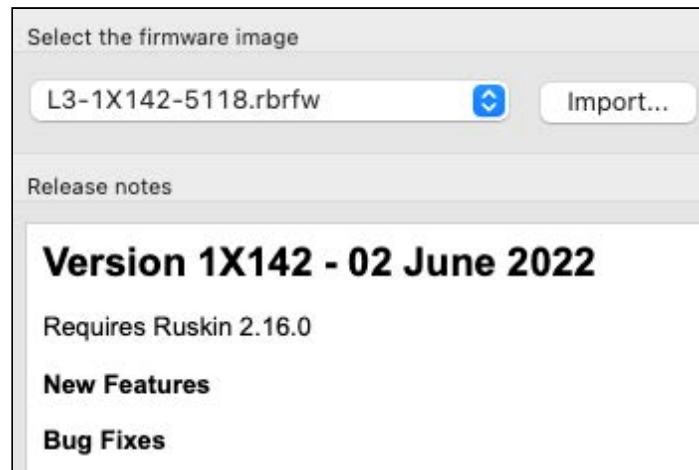 Select the firmware image
L3-1X142-5118.rbrfw
Import...
Release notes
Version 1X142 - 02 June 2022
Requires Ruskin 2.16.0
New Features
Bug Fixes